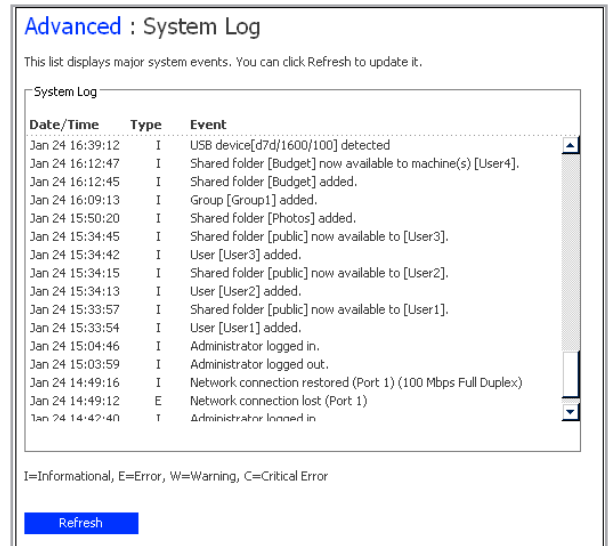 Advanced : System Log
This list displays major system events. You can click Refresh to update it.
System Log
Date/Time Type Event
Jan 24 16:39:12 I USB device[d7d/1600/100] detected
Jan 24 16:12:47 I Shared folder [Budget] now available to machine(s) [User4].
Jan 24 16:12:45 I Shared folder [Budget] added.
Jan 24 16:09:13 I Group [Group1] added.
Jan 24 15:50:20 I Shared folder [Photos] added.
Jan 24 15:34:45 I Shared folder [public] now available to [User3].
Jan 24 15:34:42 I User [User3] added.
Jan 24 15:34:15 I Shared folder [public] now available to [User2].
Jan 24 15:34:13 I User [User2] added.
Jan 24 15:33:57 I Shared folder [public] now available to [User1].
Jan 24 15:33:54 I User [User1] added.
Jan 24 15:04:46 I Administrator logged in.
Jan 24 15:03:59 I Administrator logged out.
Jan 24 14:49:16 I Network connection restored (Port 1) (100 Mbps Full Duplex)
Jan 24 14:49:12 E Network connection lost (Port 1)
Jan 24 14:42:40 I Administrator logged in
I=Informational, E=Error, W=Warning, C=Critical Error
Refresh